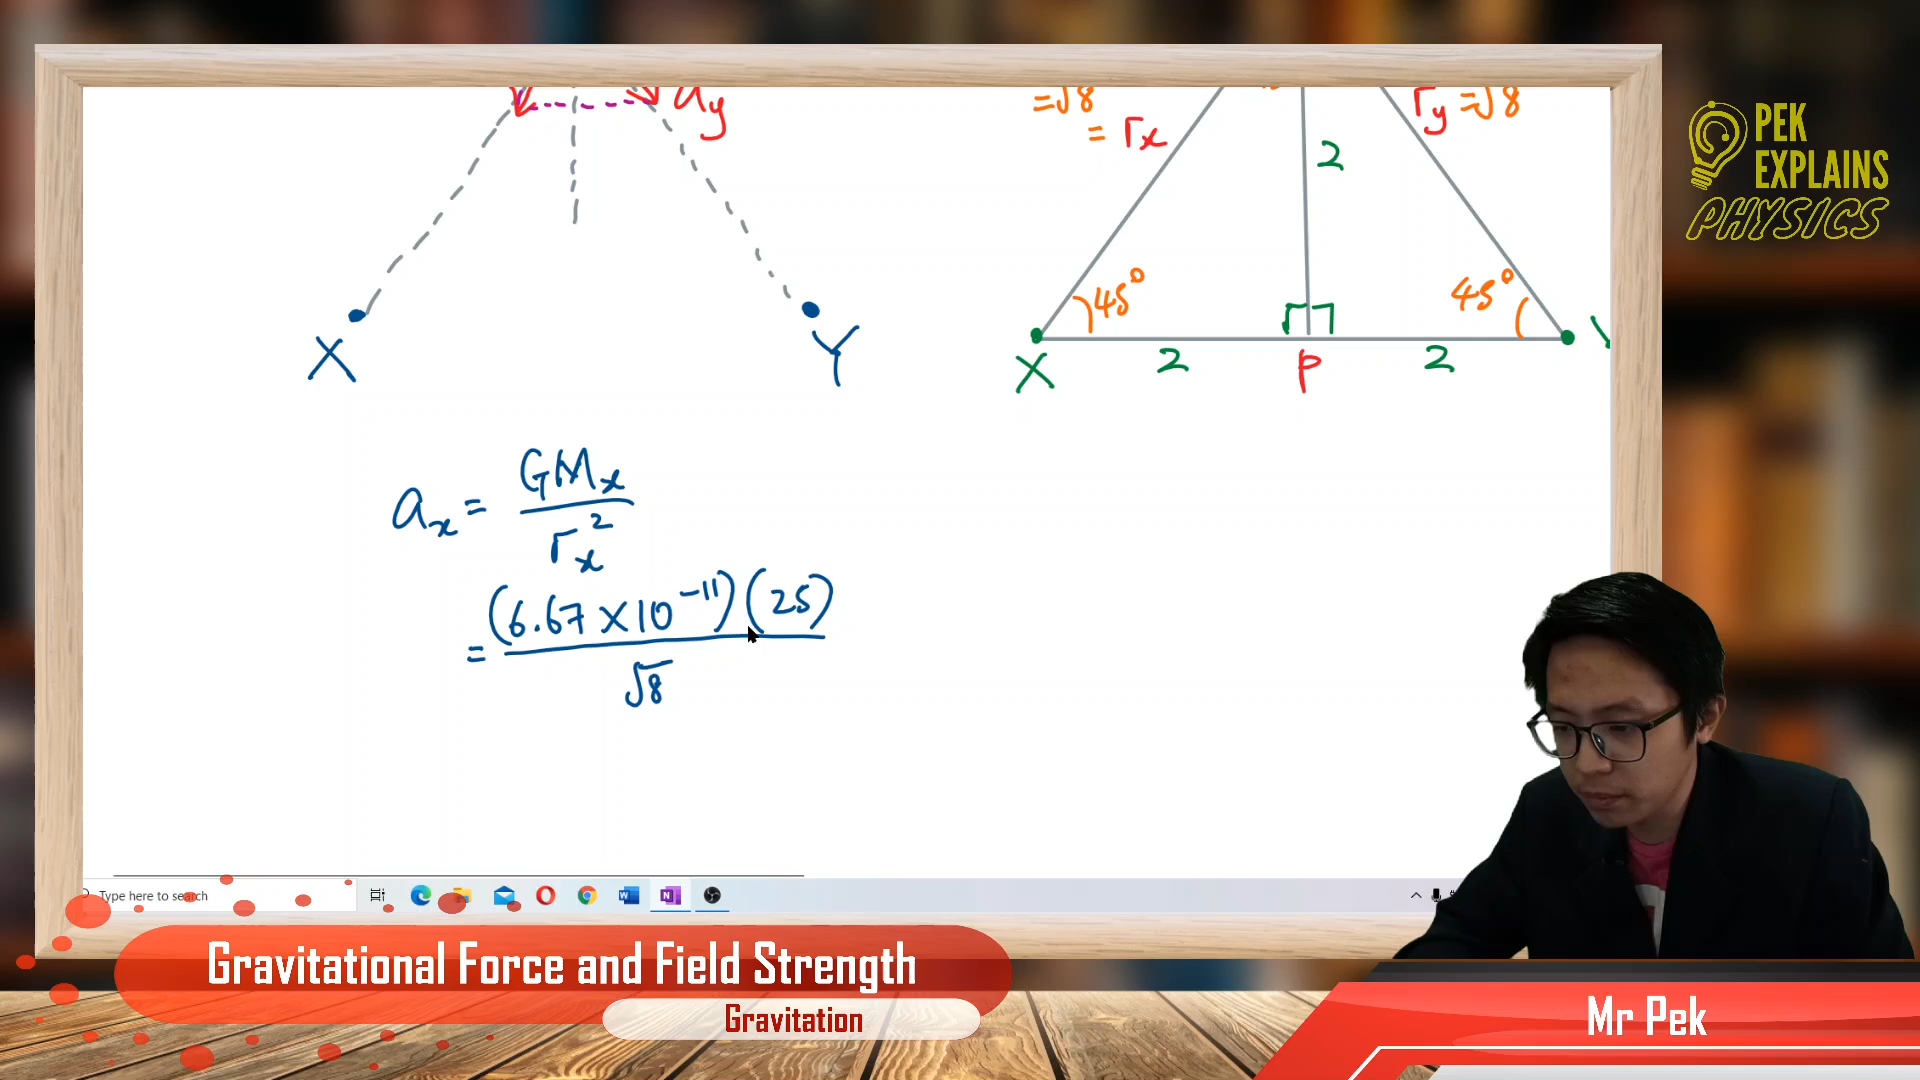 a_y
=√8
= r_x
r_y =√8
2
45°
45°
X
Y
X
2
P
2
a_x = GM_x / r_x²
= (6.67 × 10⁻¹¹)(25) / √8
PEK
EXPLAINS
PHYSICS
Type here to search
Gravitational Force and Field Strength
Gravitation
Mr Pek